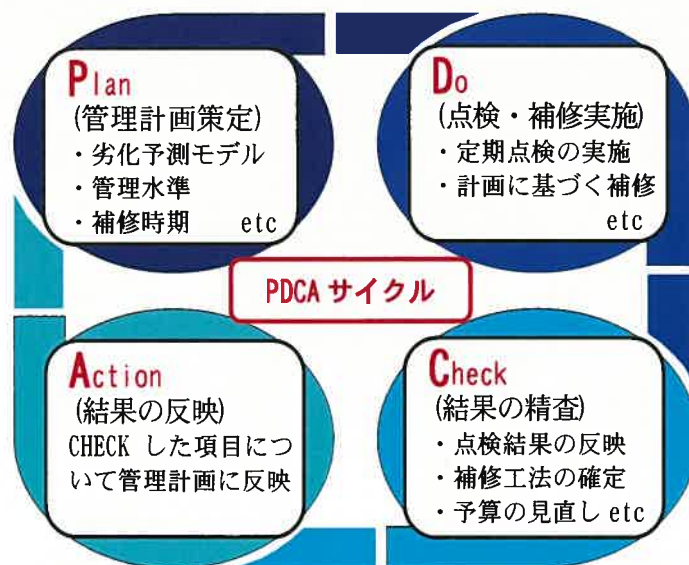 Plan
(管理計画策定)
・劣化予測モデル
・管理水準
・補修時期 etc
Do
(点検・補修実施)
・定期点検の実施
・計画に基づく補修
etc
PDCAサイクル
Action
(結果の反映)
CHECK した項目につ
いて管理計画に反映
Check
(結果の精査)
・点検結果の反映
・補修工法の確定
・予算の見直し etc